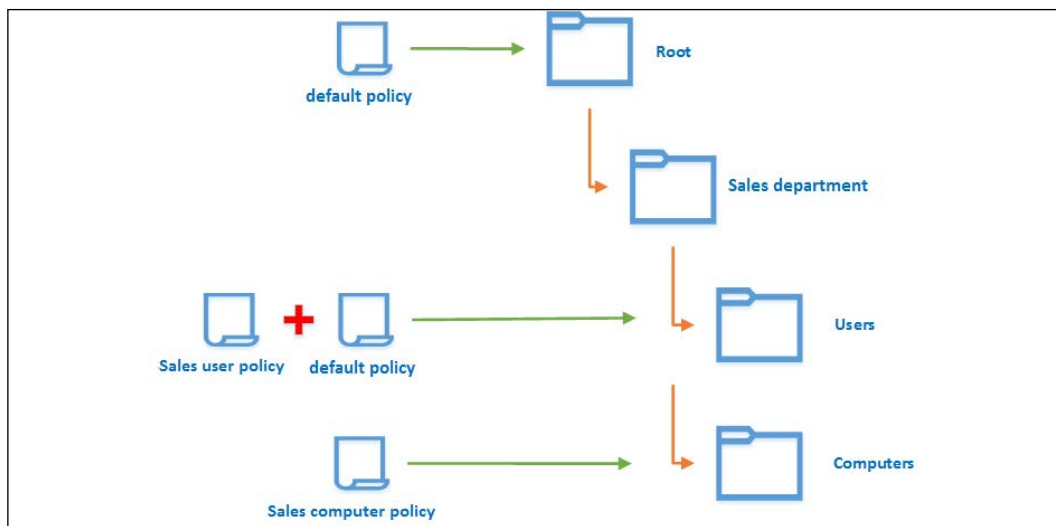 Root
default policy
Sales department
Users
Sales user policy
default policy
Computers
Sales computer policy